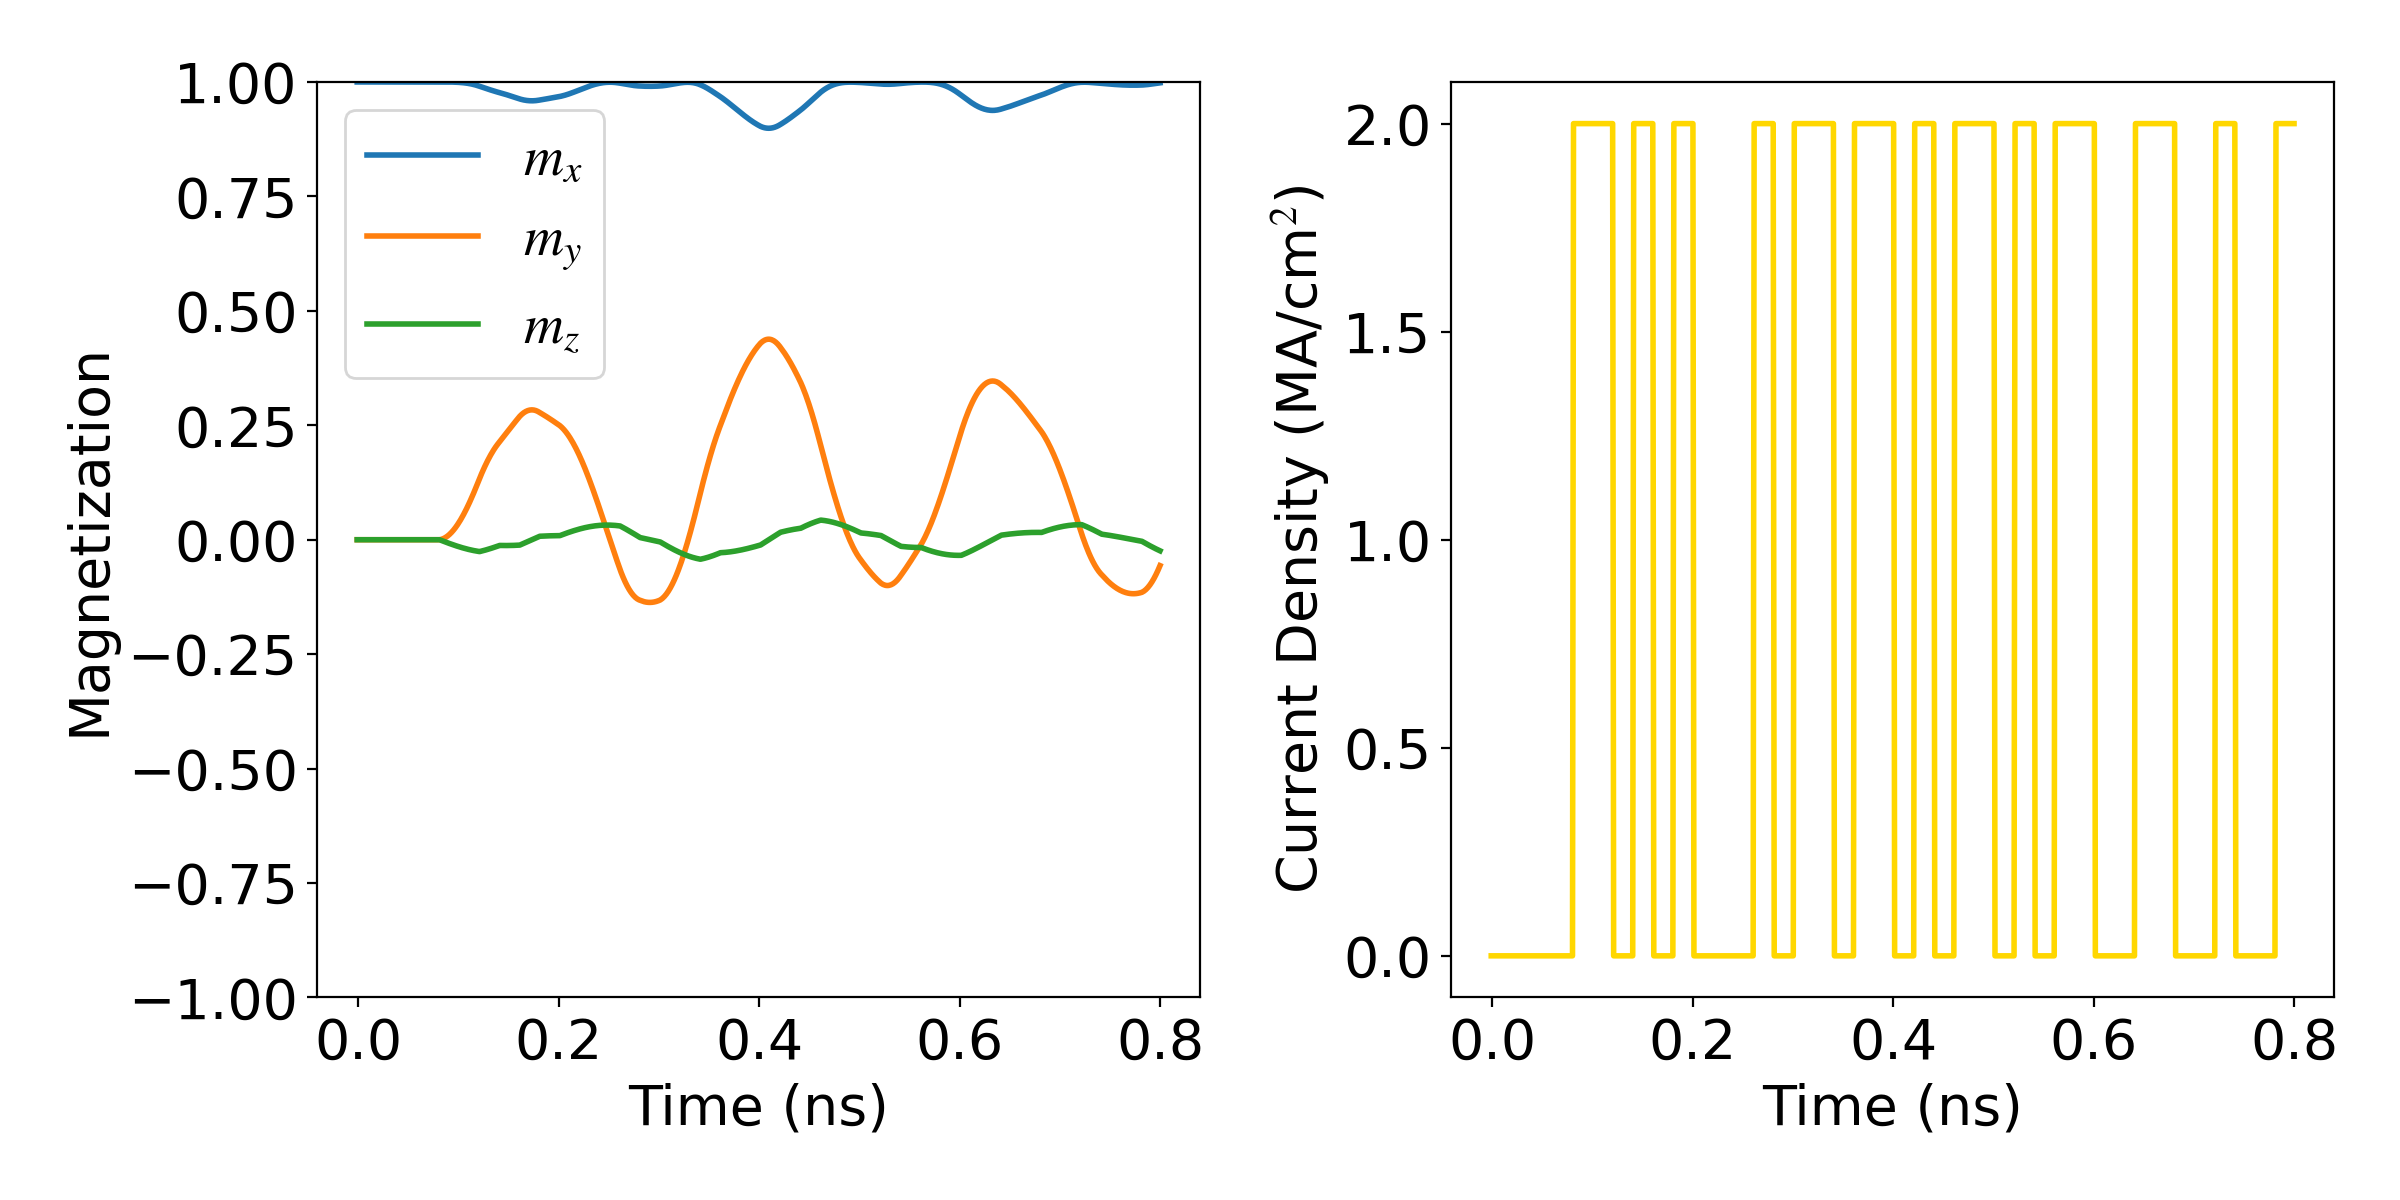 1.00
0.75
0.50
0.25
0.00
−0.25
−0.50
−0.75
−1.00
Magnetization
m_x
m_y
m_z
0.0 0.2 0.4 0.6 0.8
Time (ns)
2.0
1.5
1.0
0.5
0.0
Current Density (MA/cm²)
0.0 0.2 0.4 0.6 0.8
Time (ns)